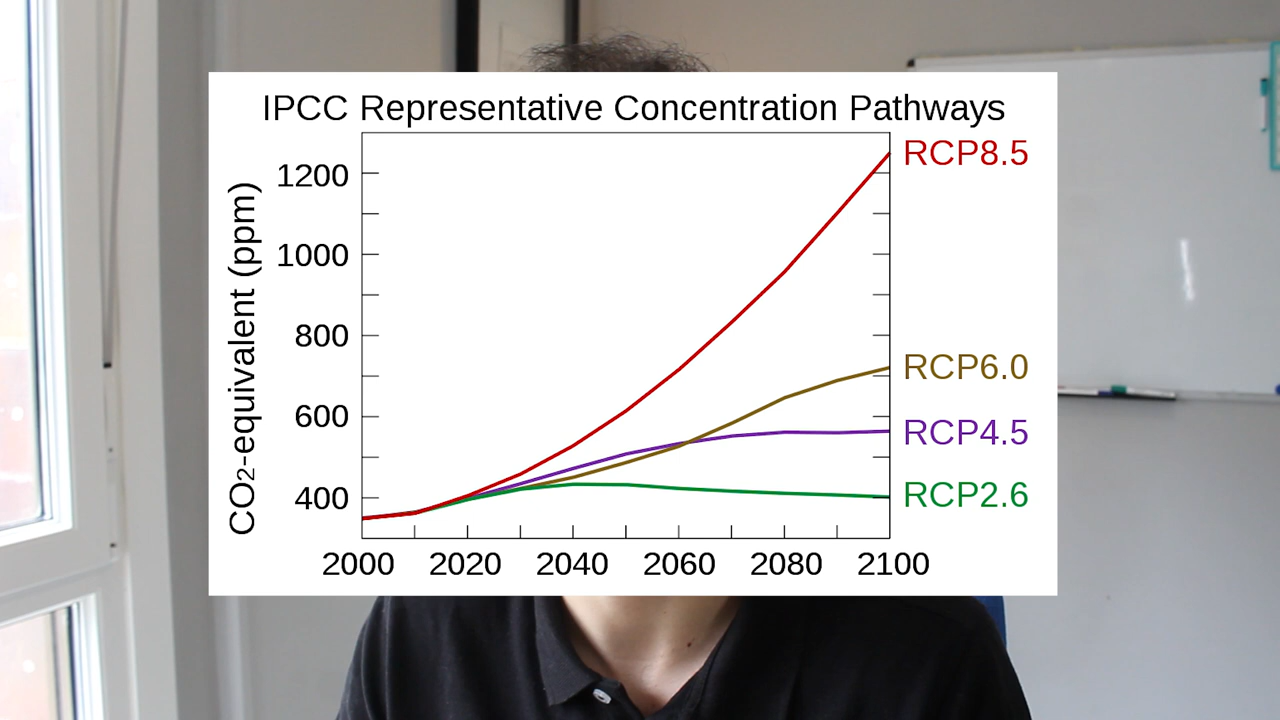 IPCC Representative Concentration Pathways
CO2-equivalent (ppm)
1200
1000
800
600
400
2000 2020 2040 2060 2080 2100
RCP8.5
RCP6.0
RCP4.5
RCP2.6